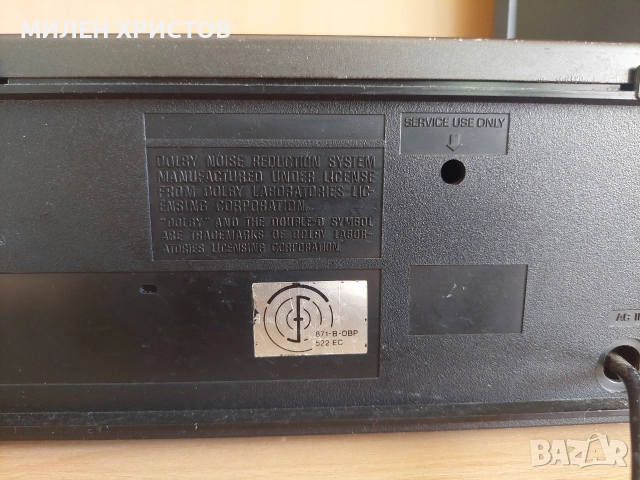 МИЛЕН ХРИСТОВ
SERVICE USE ONLY
DOLBY NOISE REDUCTION SYSTEM
MANUFACTURED UNDER LICENSE
FROM DOLBY LABORATORIES LIC-
ENSING CORPORATION.
"DOLBY" AND THE DOUBLE-D SYMBOL
ARE TRADEMARKS OF DOLBY LABOR-
ATORIES LICENSING CORPORATION.
871-B-DBP
522 EC
AC
BAZAR